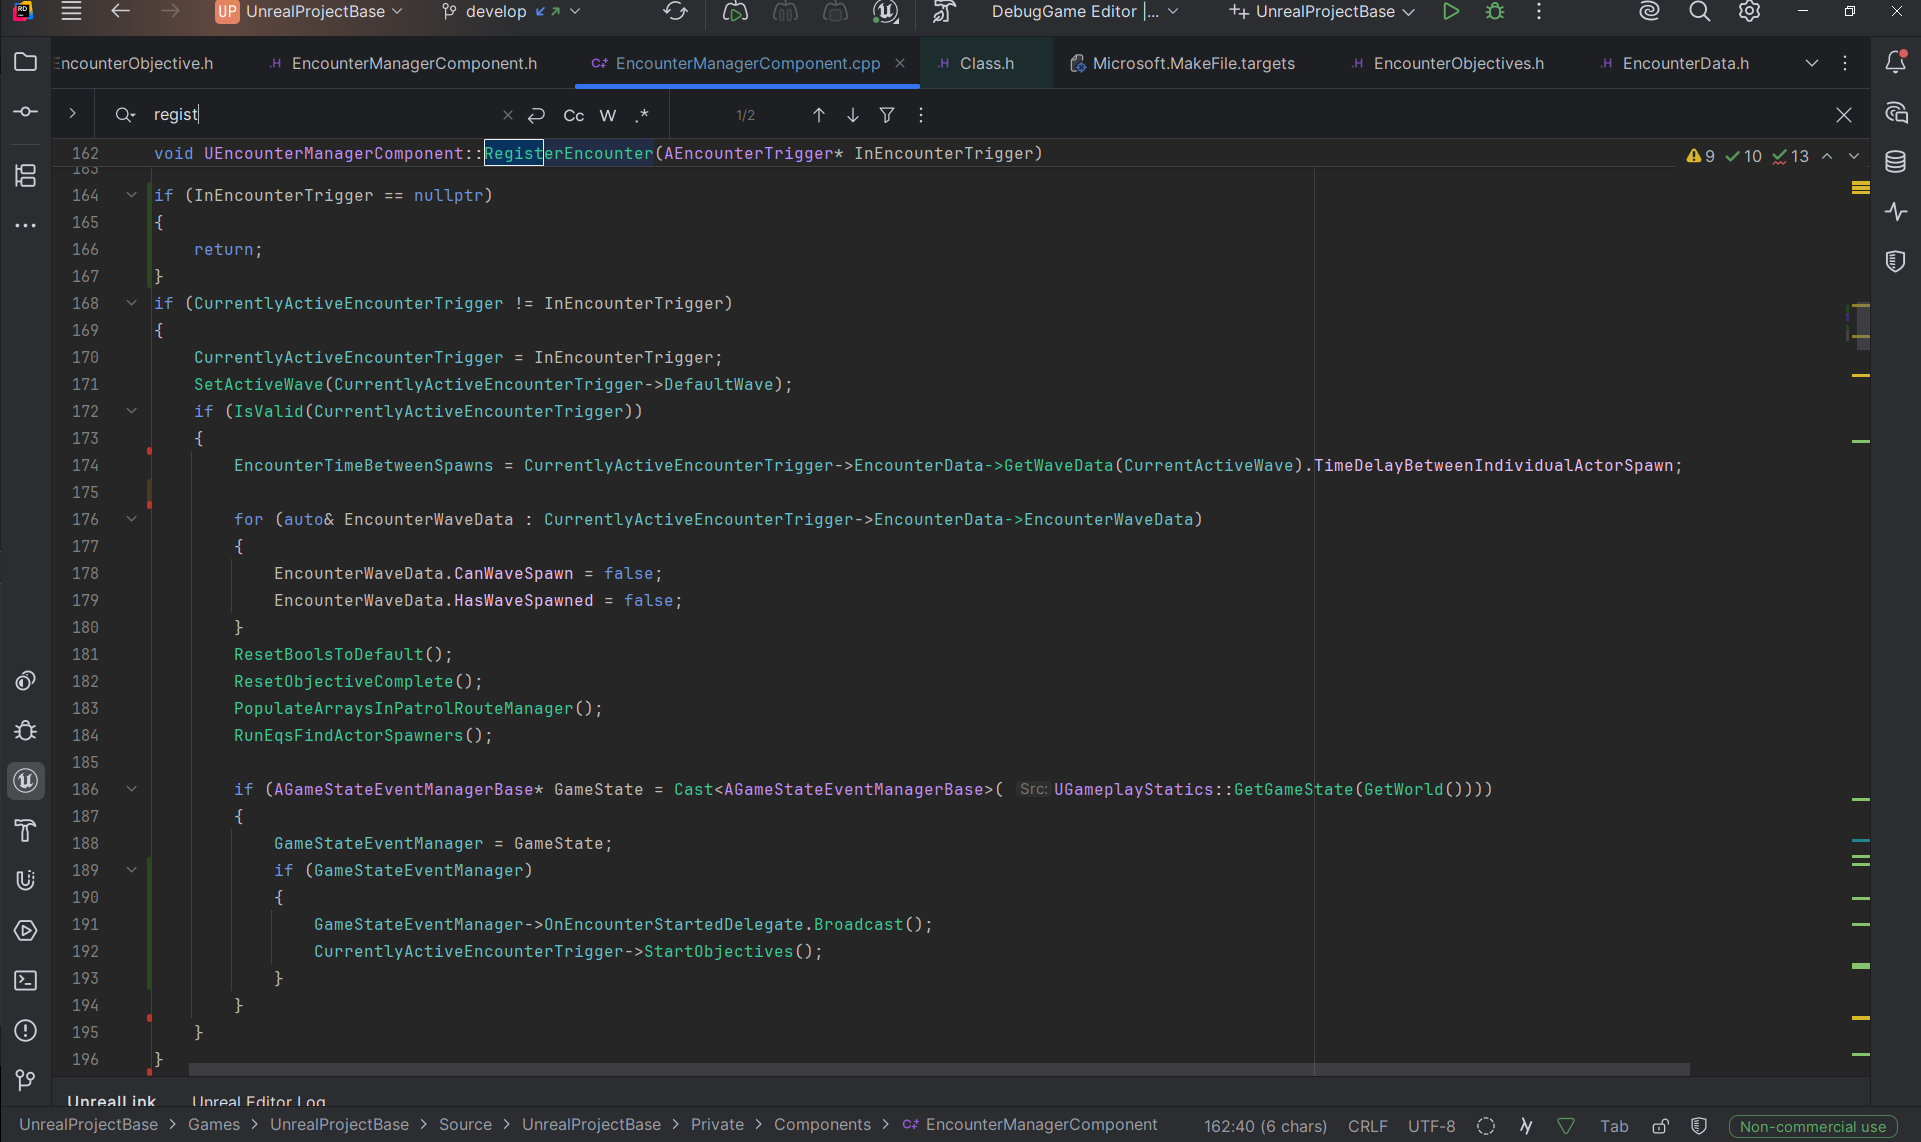 UP UnrealProjectBase develop DebugGame Editor |... UnrealProjectBase
EncounterObjective.h .H EncounterManagerComponent.h C++ EncounterManagerComponent.cpp .H Class.h Microsoft.MakeFile.targets .H EncounterObjectives.h .H EncounterData.h
regist Cc W .* 1/2
162 void UEncounterManagerComponent::RegisterEncounter(AEncounterTrigger* InEncounterTrigger) 9 10 13
163
164 if (InEncounterTrigger == nullptr)
165 {
166 return;
167 }
168 if (CurrentlyActiveEncounterTrigger != InEncounterTrigger)
169 {
170 CurrentlyActiveEncounterTrigger = InEncounterTrigger;
171 SetActiveWave(CurrentlyActiveEncounterTrigger->DefaultWave);
172 if (IsValid(CurrentlyActiveEncounterTrigger))
173 {
174 EncounterTimeBetweenSpawns = CurrentlyActiveEncounterTrigger->EncounterData->GetWaveData(CurrentActiveWave).TimeDelayBetweenIndividualActorSpawn;
175
176 for (auto& EncounterWaveData : CurrentlyActiveEncounterTrigger->EncounterData->EncounterWaveData)
177 {
178 EncounterWaveData.CanWaveSpawn = false;
179 EncounterWaveData.HasWaveSpawned = false;
180 }
181 ResetBoolsToDefault();
182 ResetObjectiveComplete();
183 PopulateArraysInPatrolRouteManager();
184 RunEqsFindActorSpawners();
185
186 if (AGameStateEventManagerBase* GameState = Cast<AGameStateEventManagerBase>( Src: UGameplayStatics::GetGameState(GetWorld())))
187 {
188 GameStateEventManager = GameState;
189 if (GameStateEventManager)
190 {
191 GameStateEventManager->OnEncounterStartedDelegate.Broadcast();
192 CurrentlyActiveEncounterTrigger->StartObjectives();
193 }
194 }
195 }
196 }
UnrealLink Unreal Editor Log
UnrealProjectBase > Games > UnrealProjectBase > Source > UnrealProjectBase > Private > Components > C++ EncounterManagerComponent 162:40 (6 chars) CRLF UTF-8 Tab Non-commercial use